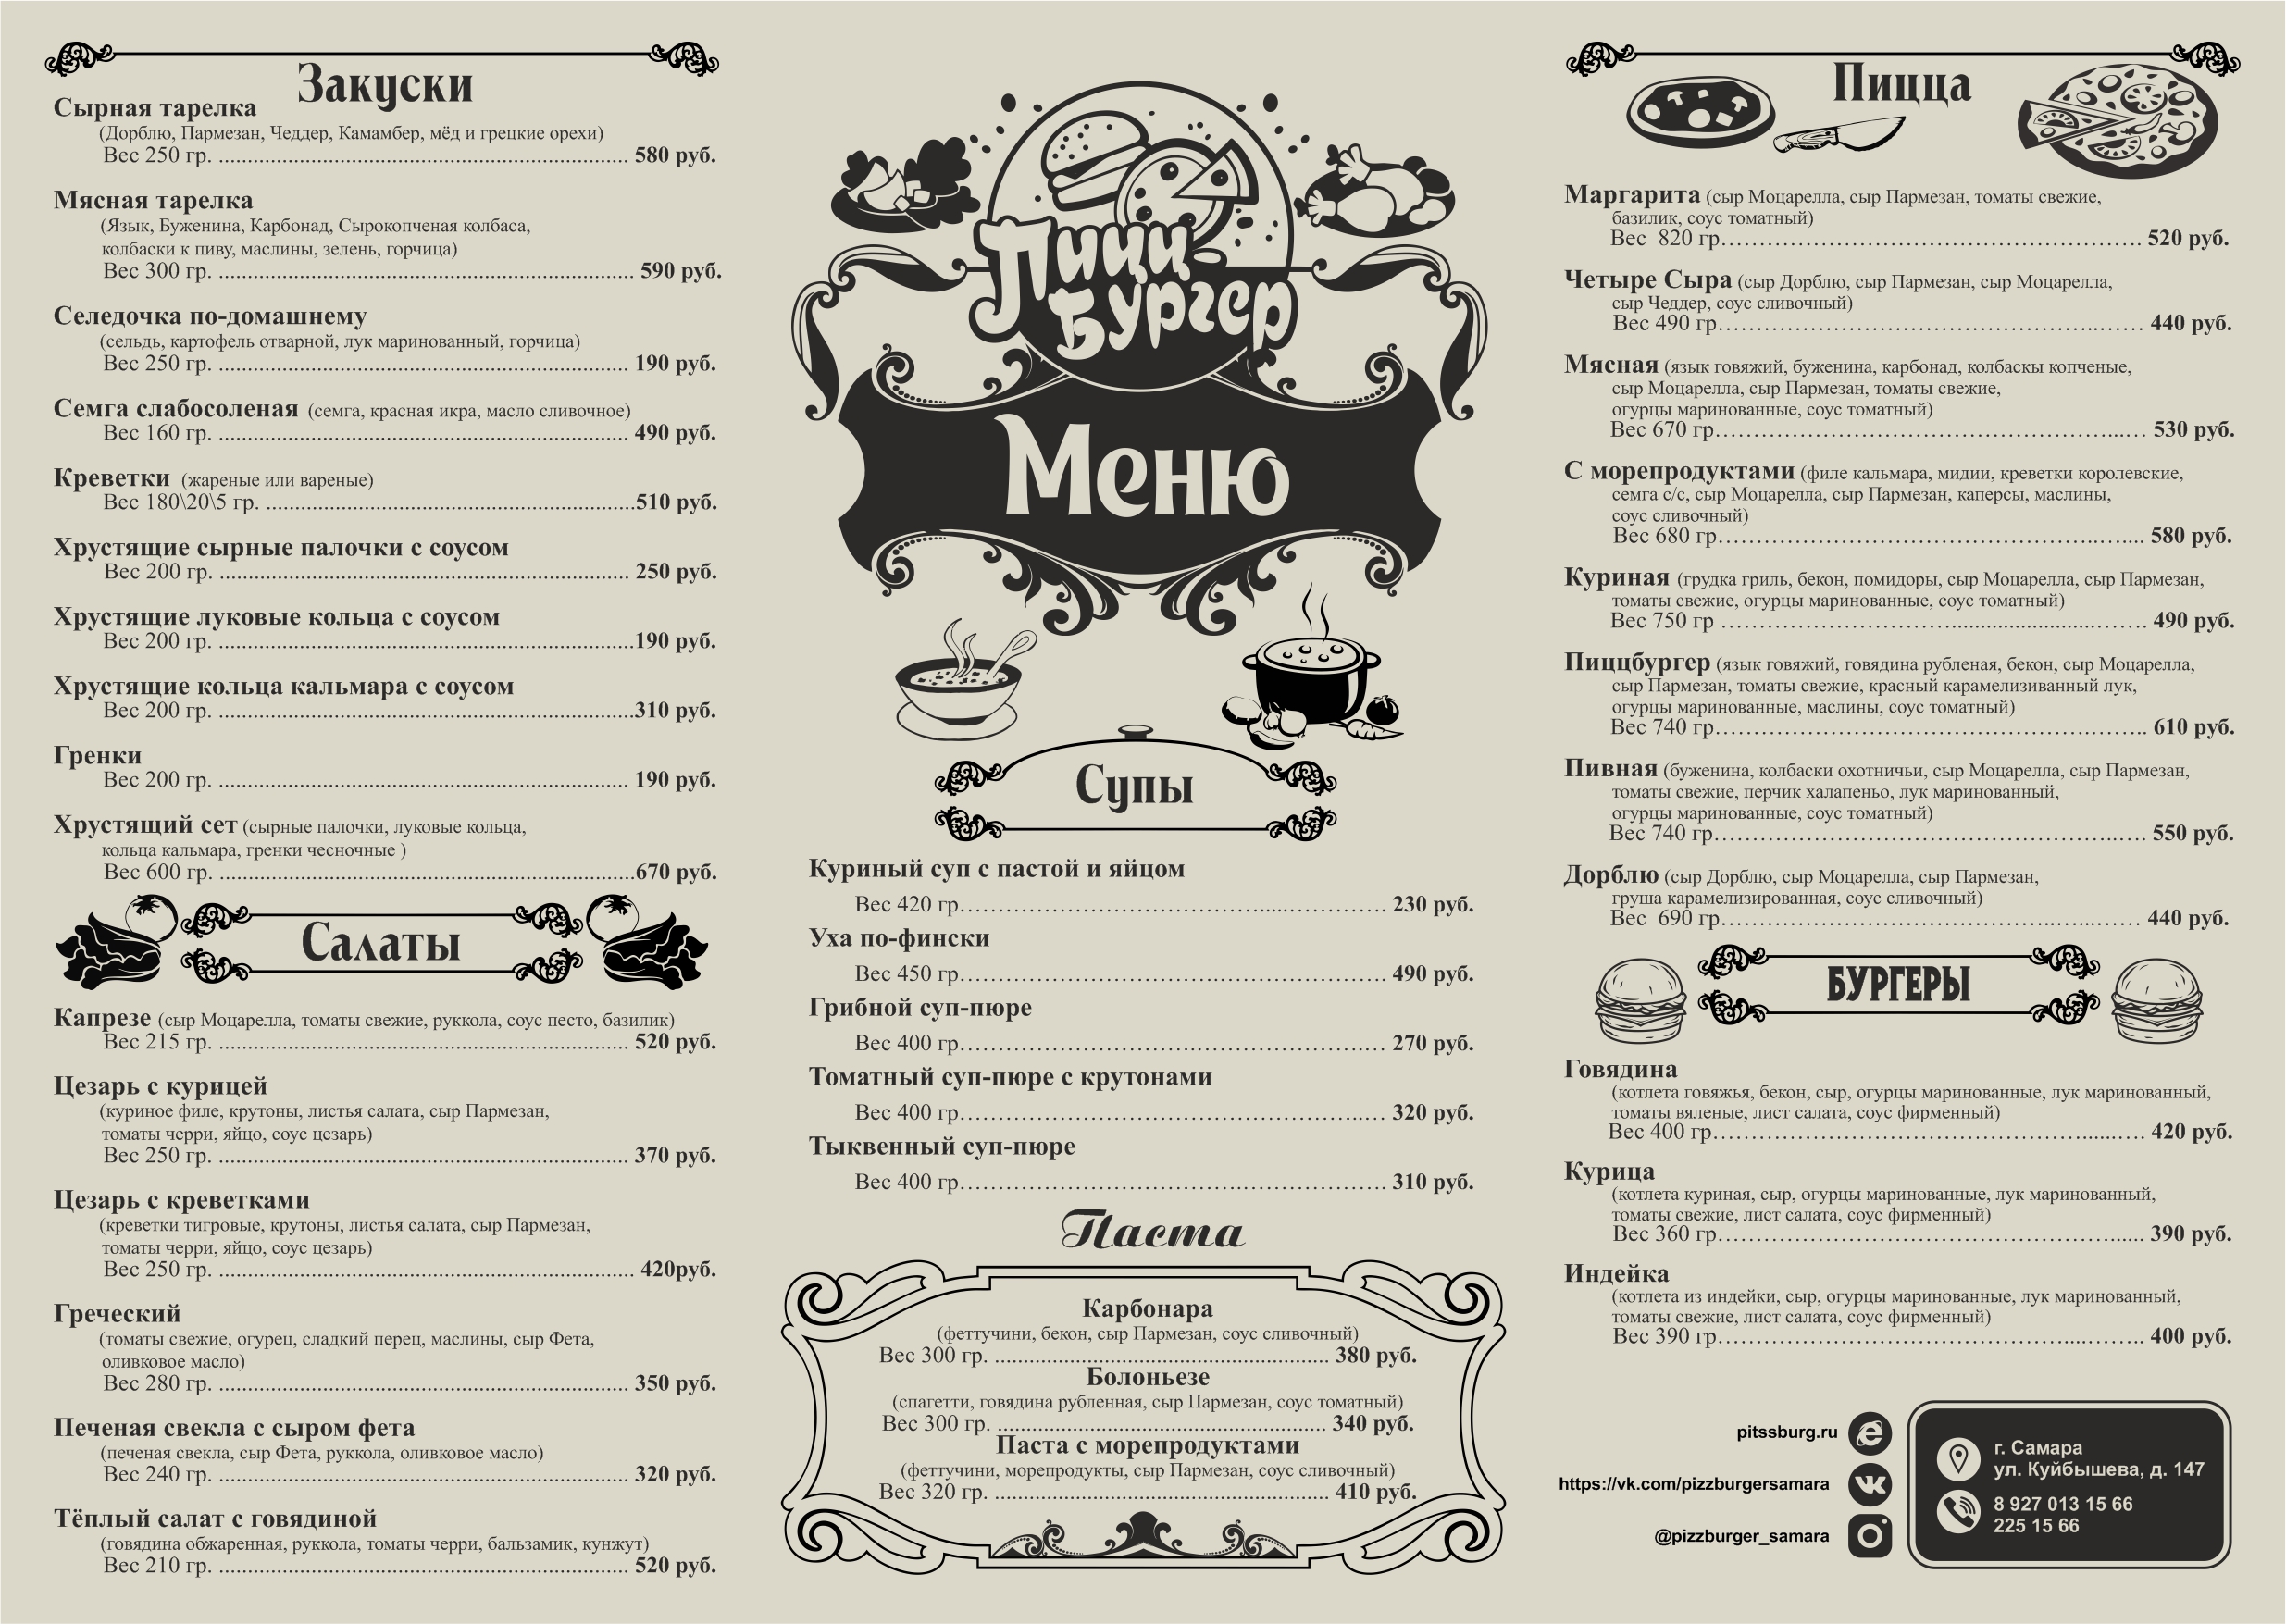 Закуски
Сырная тарелка
(Дорблю, Пармезан, Чеддер, Камамбер, мёд и грецкие орехи)
Вес 250 гр. ........................................................................................ 580 руб.
Мясная тарелка
(Язык, Буженина, Карбонад, Сырокопченая колбаса,
колбаски к пиву, маслины, зелень, горчица)
Вес 300 гр. ........................................................................................ 590 руб.
Селедочка по-домашнему
(сельдь, картофель отварной, лук маринованный, горчица)
Вес 250 гр. ........................................................................................ 190 руб.
Семга слабосоленая (семга, красная икра, масло сливочное)
Вес 160 гр. ........................................................................................ 490 руб.
Креветки (жареные или вареные)
Вес 180\20\5 гр. ...............................................................................510 руб.
Хрустящие сырные палочки с соусом
Вес 200 гр. ........................................................................................ 250 руб.
Хрустящие луковые кольца с соусом
Вес 200 гр. .........................................................................................190 руб.
Хрустящие кольца кальмара с соусом
Вес 200 гр. .........................................................................................310 руб.
Гренки
Вес 200 гр. ........................................................................................ 190 руб.
Хрустящий сет (сырные палочки, луковые кольца,
кольца кальмара, гренки чесночные )
Вес 600 гр. .........................................................................................670 руб.
Салаты
Капрезе (сыр Моцарелла, томаты свежие, руккола, соус песто, базилик)
Вес 215 гр. ........................................................................................ 520 руб.
Цезарь с курицей
(куриное филе, крутоны, листья салата, сыр Пармезан,
томаты черри, яйцо, соус цезарь)
Вес 250 гр. ........................................................................................ 370 руб.
Цезарь с креветками
(креветки тигровые, крутоны, листья салата, сыр Пармезан,
томаты черри, яйцо, соус цезарь)
Вес 250 гр. ......................................................................................... 420руб.
Греческий
(томаты свежие, огурец, сладкий перец, маслины, сыр Фета,
оливковое масло)
Вес 280 гр. ........................................................................................ 350 руб.
Печеная свекла с сыром фета
(печеная свекла, сыр Фета, руккола, оливковое масло)
Вес 240 гр. ........................................................................................ 320 руб.
Тёплый салат с говядиной
(говядина обжаренная, руккола, томаты черри, бальзамик, кунжут)
Вес 210 гр. ........................................................................................ 520 руб.
Пицц-
Бургер
Меню
Супы
Куриный суп с пастой и яйцом
Вес 420 гр…………………………………….....………… 230 руб.
Уха по-фински
Вес 450 гр………………………………………………… 490 руб.
Грибной суп-пюре
Вес 400 гр………………………………………………… 270 руб.
Томатный суп-пюре с крутонами
Вес 400 гр………………………………………………… 320 руб.
Тыквенный суп-пюре
Вес 400 гр………………………………………………… 310 руб.
Паста
Карбонара
(феттучини, бекон, сыр Пармезан, соус сливочный)
Вес 300 гр. ........................................................................ 380 руб.
Болоньезе
(спагетти, говядина рубленная, сыр Пармезан, соус томатный)
Вес 300 гр. ........................................................................ 340 руб.
Паста с морепродуктами
(феттучини, морепродукты, сыр Пармезан, соус сливочный)
Вес 320 гр. ........................................................................ 410 руб.
Пицца
Маргарита (сыр Моцарелла, сыр Пармезан, томаты свежие,
базилик, соус томатный)
Вес 820 гр………………………………………………… 520 руб.
Четыре Сыра (сыр Дорблю, сыр Пармезан, сыр Моцарелла,
сыр Чеддер, соус сливочный)
Вес 490 гр………………………………………………… 440 руб.
Мясная (язык говяжий, буженина, карбонад, колбаскы копченые,
сыр Моцарелла, сыр Пармезан, томаты свежие,
огурцы маринованные, соус томатный)
Вес 670 гр………………………………………………… 530 руб.
С морепродуктами (филе кальмара, мидии, креветки королевские,
семга с/с, сыр Моцарелла, сыр Пармезан, каперсы, маслины,
соус сливочный)
Вес 680 гр………………………………………………… 580 руб.
Куриная (грудка гриль, бекон, помидоры, сыр Моцарелла, сыр Пармезан,
томаты свежие, огурцы маринованные, соус томатный)
Вес 750 гр ………………………….........................……. 490 руб.
Пиццбургер (язык говяжий, говядина рубленая, бекон, сыр Моцарелла,
сыр Пармезан, томаты свежие, красный карамелизиванный лук,
огурцы маринованные, маслины, соус томатный)
Вес 740 гр………………………………………………… 610 руб.
Пивная (буженина, колбаски охотничьи, сыр Моцарелла, сыр Пармезан,
томаты свежие, перчик халапеньо, лук маринованный,
огурцы маринованные, соус томатный)
Вес 740 гр………………………………………………… 550 руб.
Дорблю (сыр Дорблю, сыр Моцарелла, сыр Пармезан,
груша карамелизированная, соус сливочный)
Вес 690 гр………………………………………………… 440 руб.
БУРГЕРЫ
Говядина
(котлета говяжья, бекон, сыр, огурцы маринованные, лук маринованный,
томаты вяленые, лист салата, соус фирменный)
Вес 400 гр…………………………………………......…. 420 руб.
Курица
(котлета куриная, сыр, огурцы маринованные, лук маринованный,
томаты свежие, лист салата, соус фирменный)
Вес 360 гр……………………………………………...... 390 руб.
Индейка
(котлета из индейки, сыр, огурцы маринованные, лук маринованный,
томаты свежие, лист салата, соус фирменный)
Вес 390 гр…………………………………………....……. 400 руб.
pitssburg.ru
https://vk.com/pizzburgersamara
@pizzburger_samara
г. Самара
ул. Куйбышева, д. 147
8 927 013 15 66
225 15 66